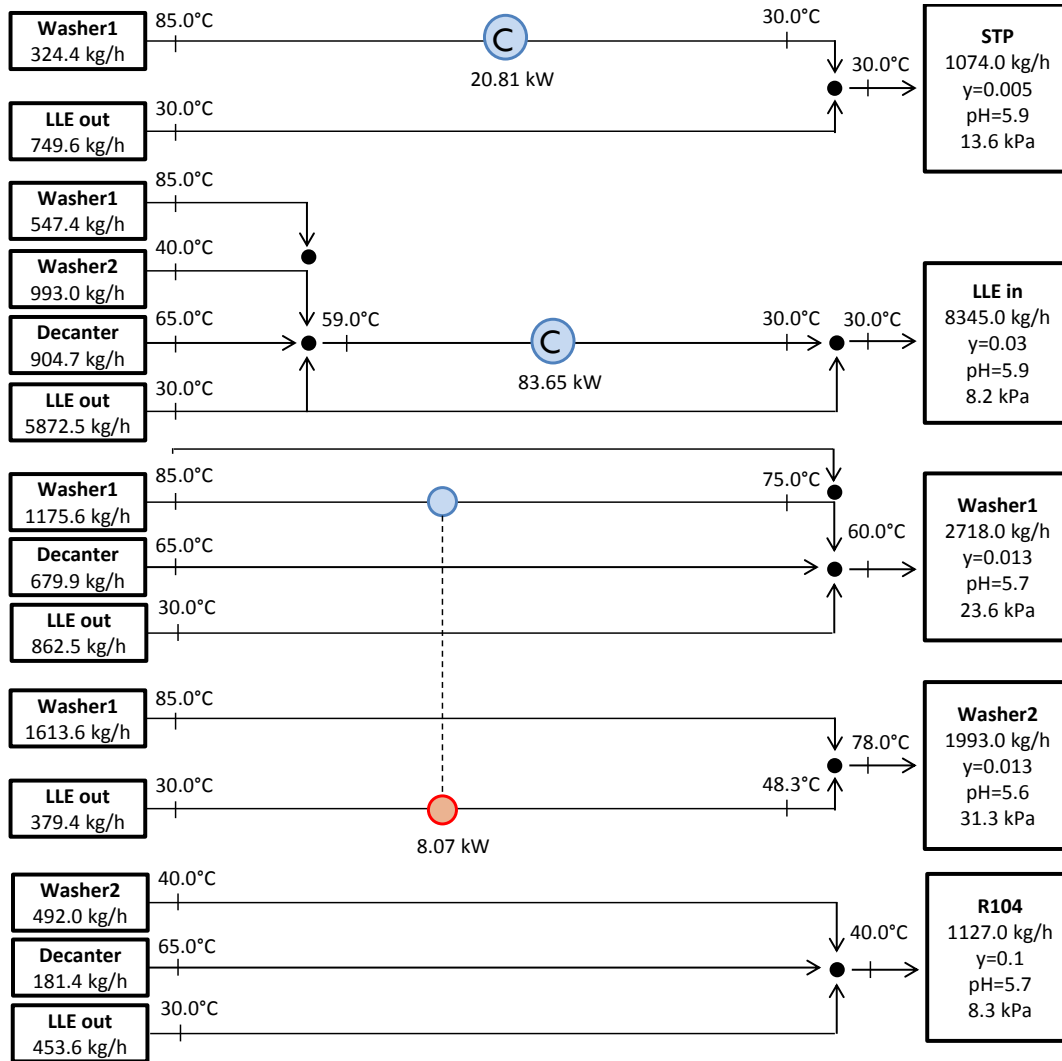 Washer1
324.4 kg/h
85.0°C
C
20.81 kW
30.0°C
LLE out
749.6 kg/h
30.0°C
30.0°C
STP
1074.0 kg/h
y=0.005
pH=5.9
13.6 kPa
Washer1
547.4 kg/h
85.0°C
Washer2
993.0 kg/h
40.0°C
Decanter
904.7 kg/h
65.0°C
59.0°C
C
83.65 kW
30.0°C
30.0°C
LLE out
5872.5 kg/h
30.0°C
LLE in
8345.0 kg/h
y=0.03
pH=5.9
8.2 kPa
Washer1
1175.6 kg/h
85.0°C
75.0°C
Decanter
679.9 kg/h
65.0°C
60.0°C
LLE out
862.5 kg/h
30.0°C
Washer1
2718.0 kg/h
y=0.013
pH=5.7
23.6 kPa
Washer1
1613.6 kg/h
85.0°C
78.0°C
LLE out
379.4 kg/h
30.0°C
8.07 kW
48.3°C
Washer2
1993.0 kg/h
y=0.013
pH=5.6
31.3 kPa
Washer2
492.0 kg/h
40.0°C
Decanter
181.4 kg/h
65.0°C
40.0°C
LLE out
453.6 kg/h
30.0°C
R104
1127.0 kg/h
y=0.1
pH=5.7
8.3 kPa